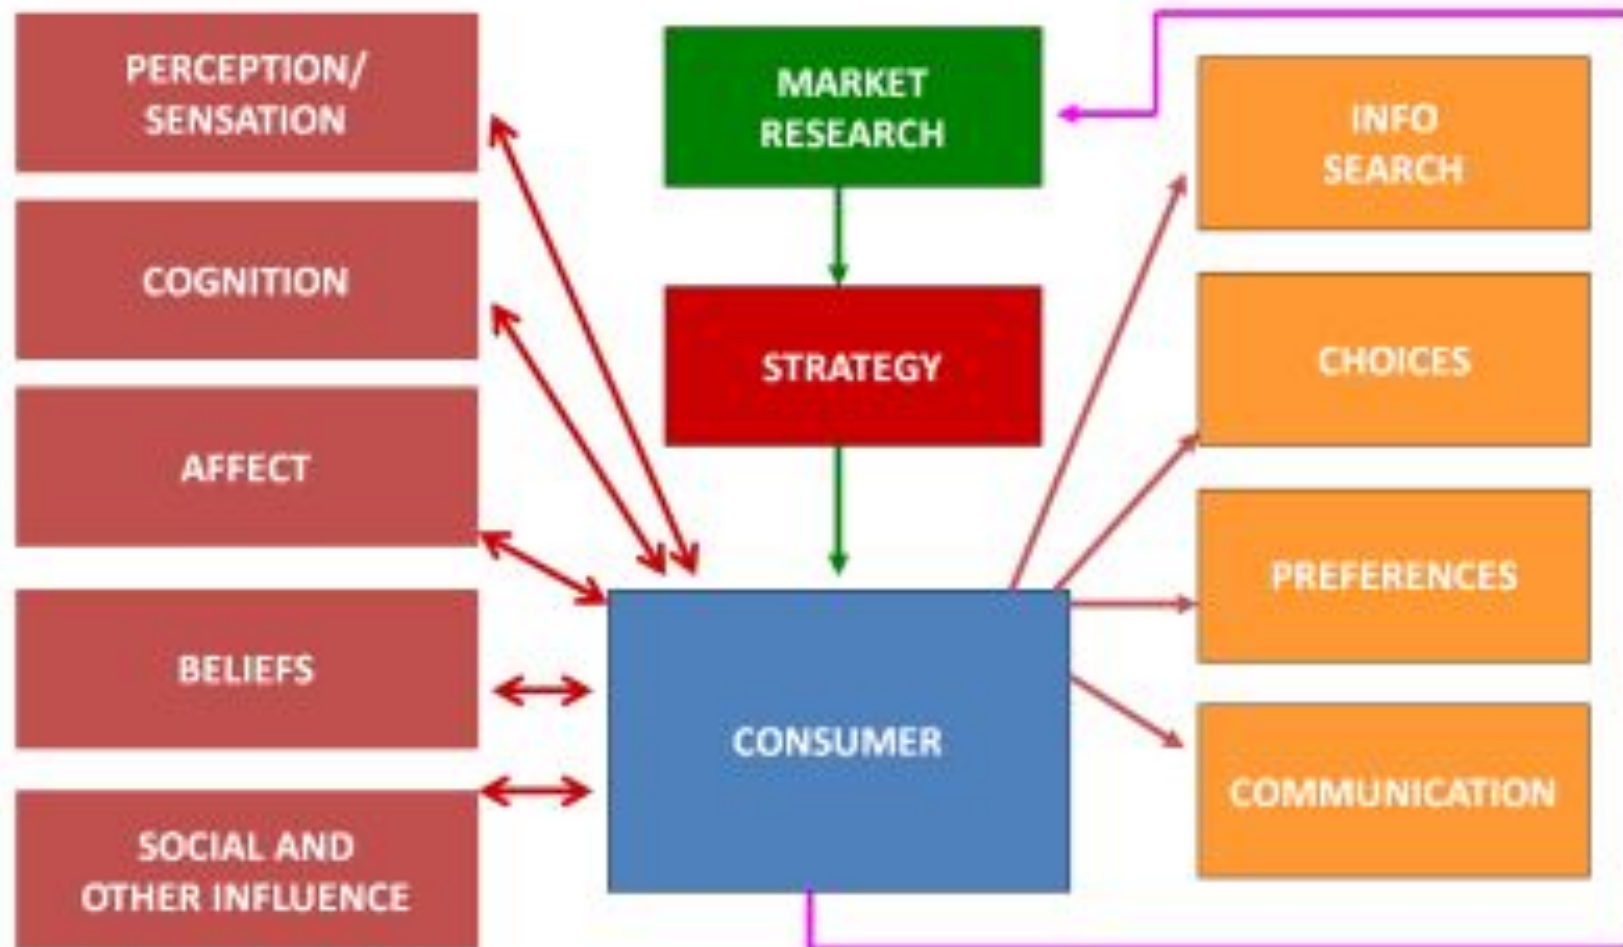 PERCEPTION/
SENSATION
COGNITION
AFFECT
BELIEFS
SOCIAL AND
OTHER INFLUENCE
MARKET
RESEARCH
STRATEGY
CONSUMER
INFO
SEARCH
CHOICES
PREFERENCES
COMMUNICATION